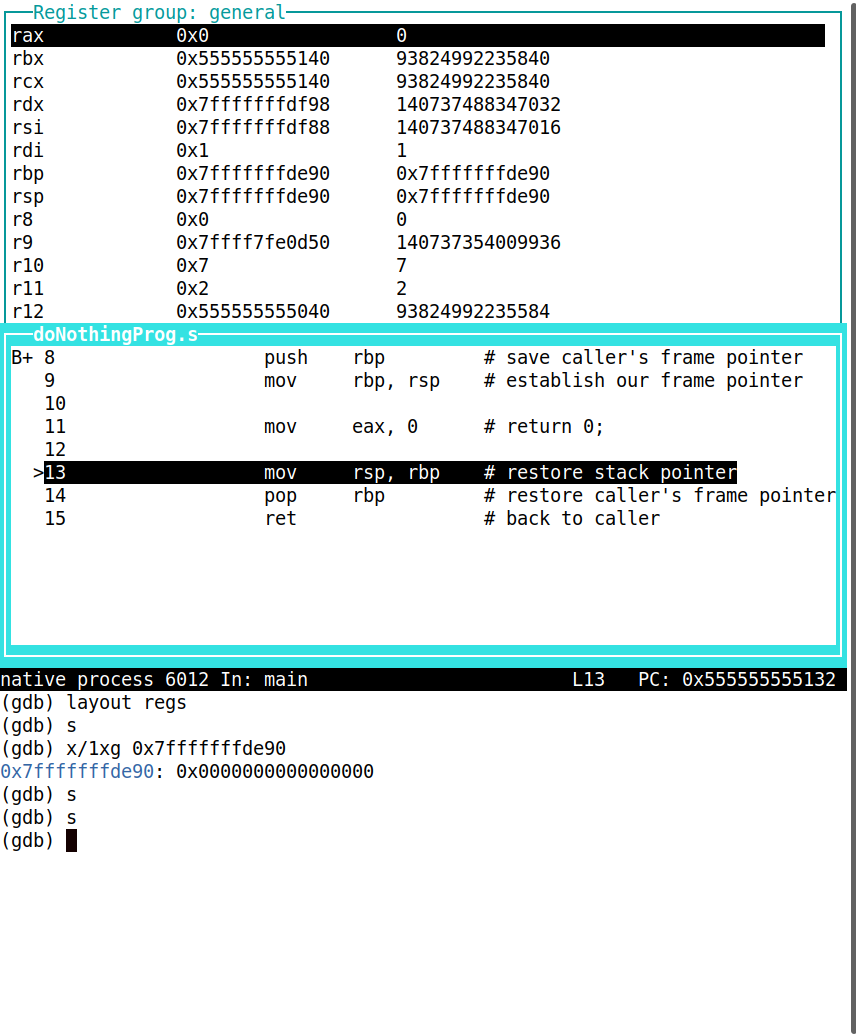 Register group: general
rax 0x0 0
rbx 0x555555555140 93824992235840
rcx 0x555555555140 93824992235840
rdx 0x7fffffffdf98 140737488347032
rsi 0x7fffffffdf88 140737488347016
rdi 0x1 1
rbp 0x7fffffffde90 0x7fffffffde90
rsp 0x7fffffffde90 0x7fffffffde90
r8 0x0 0
r9 0x7ffff7fe0d50 140737354009936
r10 0x7 7
r11 0x2 2
r12 0x555555555040 93824992235584
doNothingProg.s
B+ 8 push rbp # save caller's frame pointer
9 mov rbp, rsp # establish our frame pointer
10
11 mov eax, 0 # return 0;
12
>13 mov rsp, rbp # restore stack pointer
14 pop rbp # restore caller's frame pointer
15 ret # back to caller
native process 6012 In: main L13 PC: 0x555555555132
(gdb) layout regs
(gdb) s
(gdb) x/1xg 0x7fffffffde90
0x7fffffffde90: 0x0000000000000000
(gdb) s
(gdb) s
(gdb)